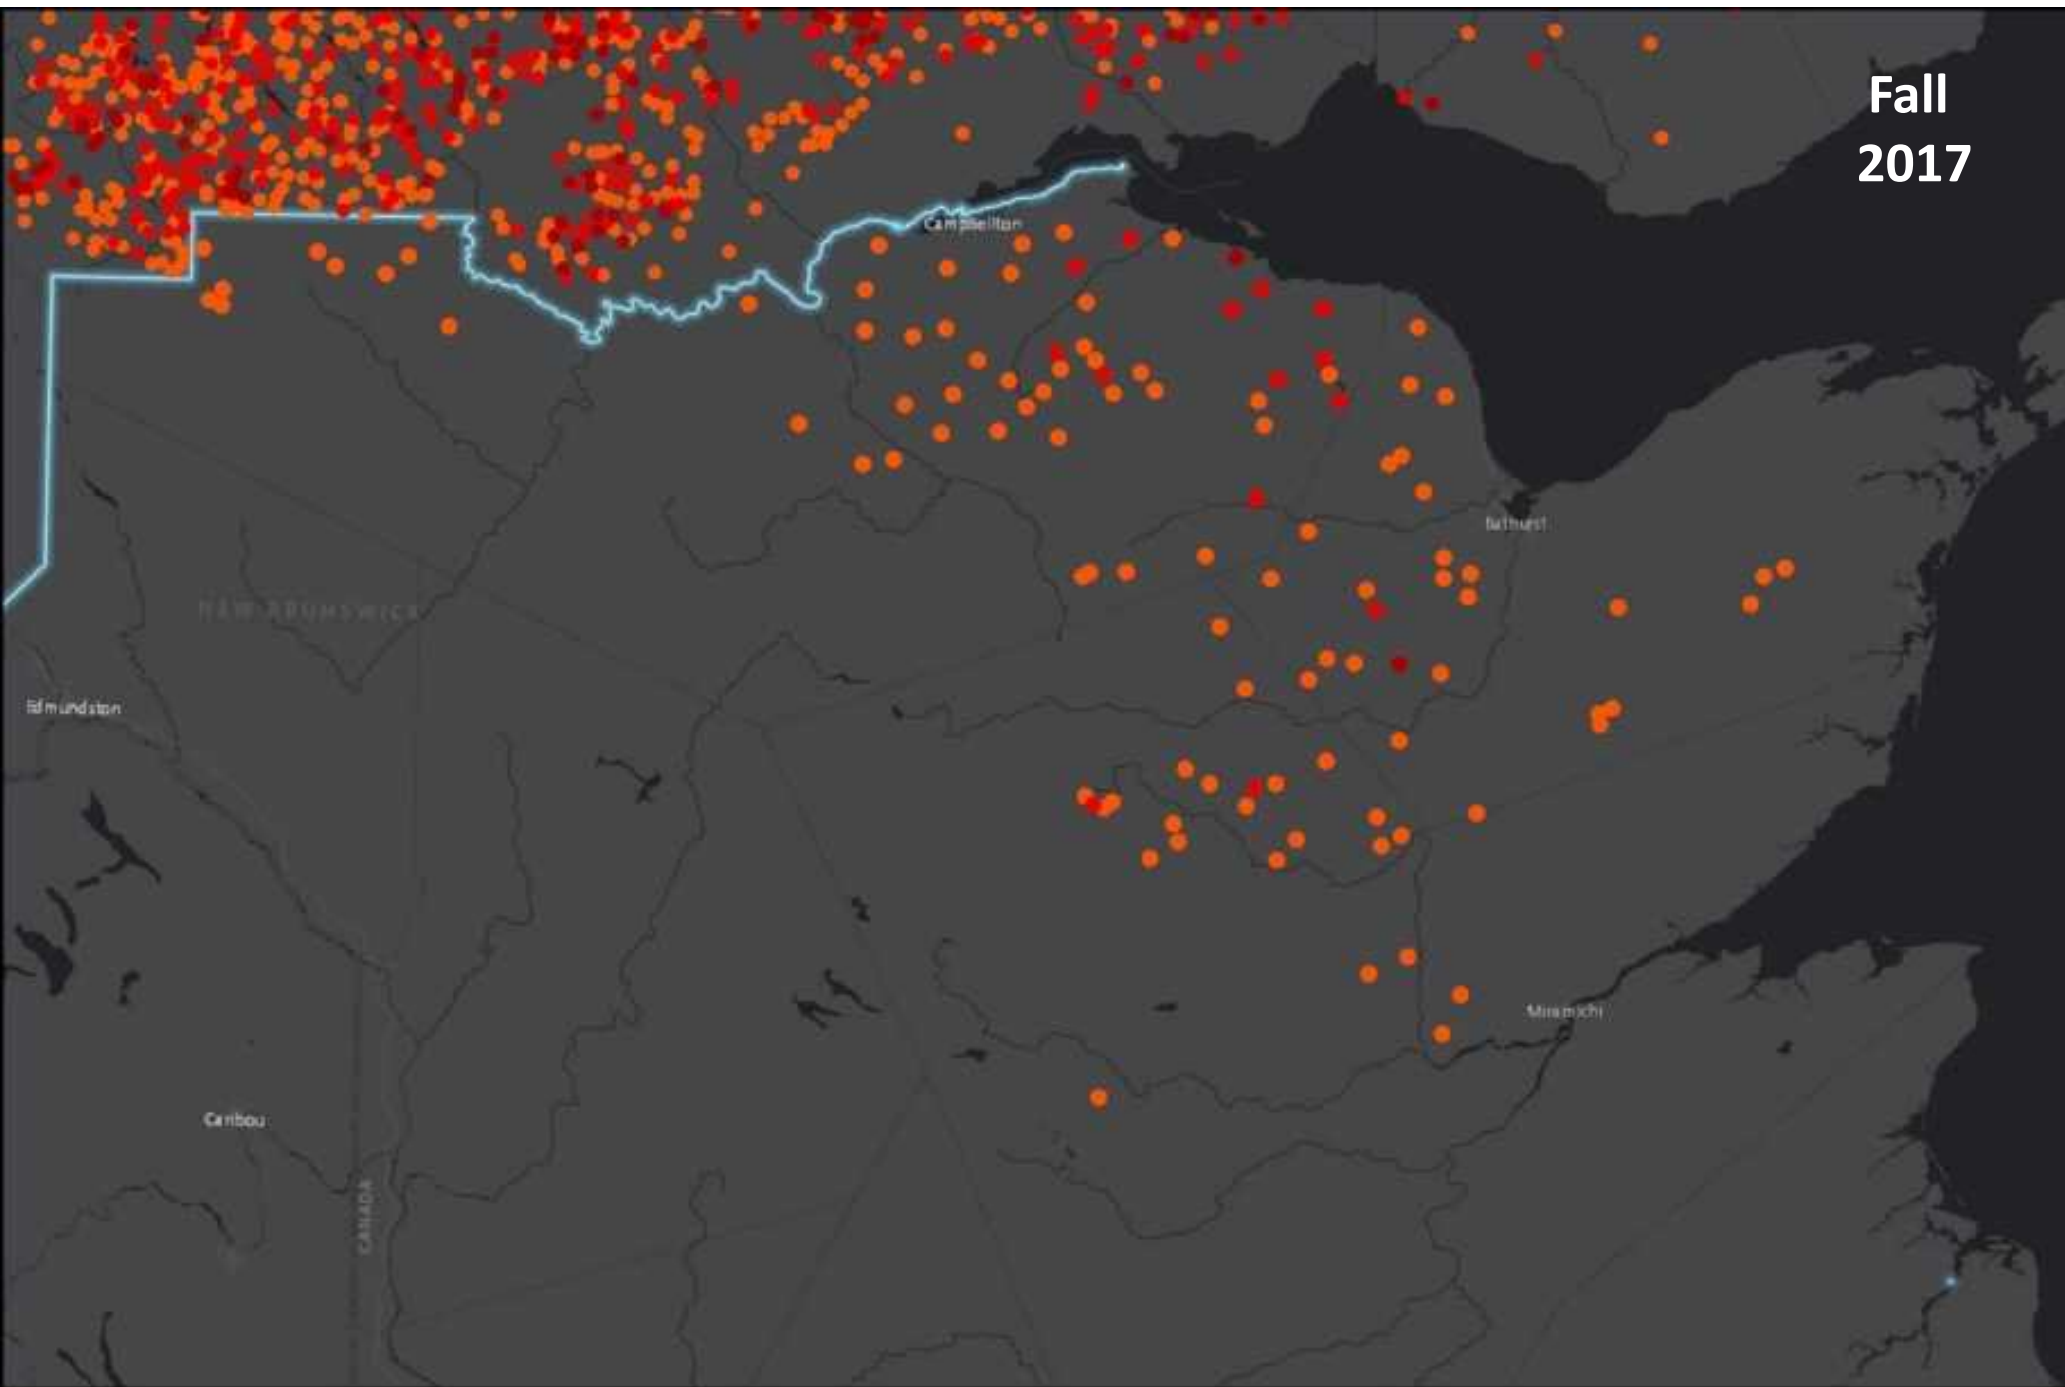 Fall
2017
Campbellton
Bathurst
NEW BRUNSWICK
Edmundston
Miramichi
Caribou
CANADA